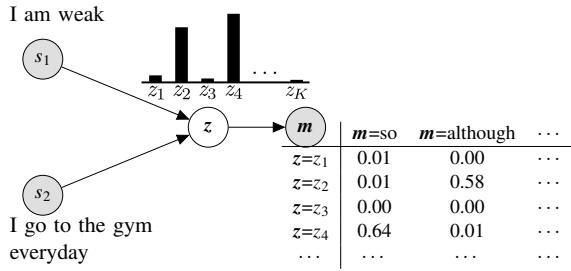 I am weak
s1
z1 z2 z3 z4 ... zK
z
m
m=so m=although ...
z=z1 0.01 0.00 ...
z=z2 0.01 0.58 ...
s2
z=z3 0.00 0.00 ...
I go to the gym
z=z4 0.64 0.01 ...
everyday
... ... ... ...